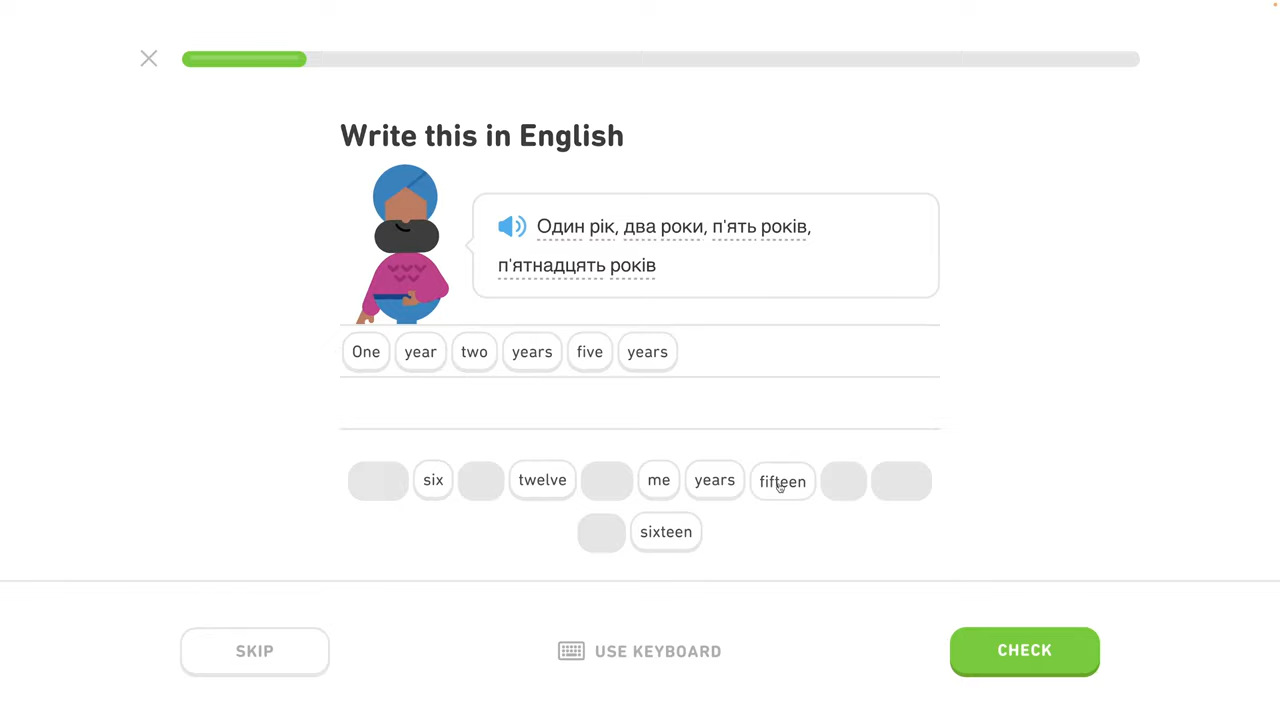 Write this in English
Один рік, два роки, п'ять років,
п'ятнадцять років
One year two years five years
six twelve me years fifteen
sixteen
SKIP USE KEYBOARD CHECK